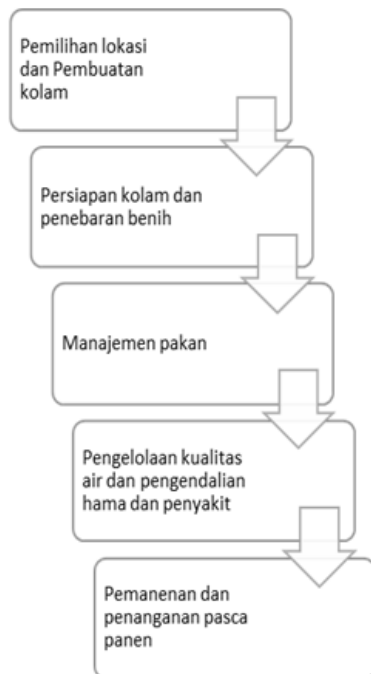 Pemilihan lokasi
dan Pembuatan
kolam
Persiapan kolam dan
penebaran benih
Manajemen pakan
Pengelolaan kualitas
air dan pengendalian
hama dan penyakit
Pemanenan dan
penanganan pasca
panen